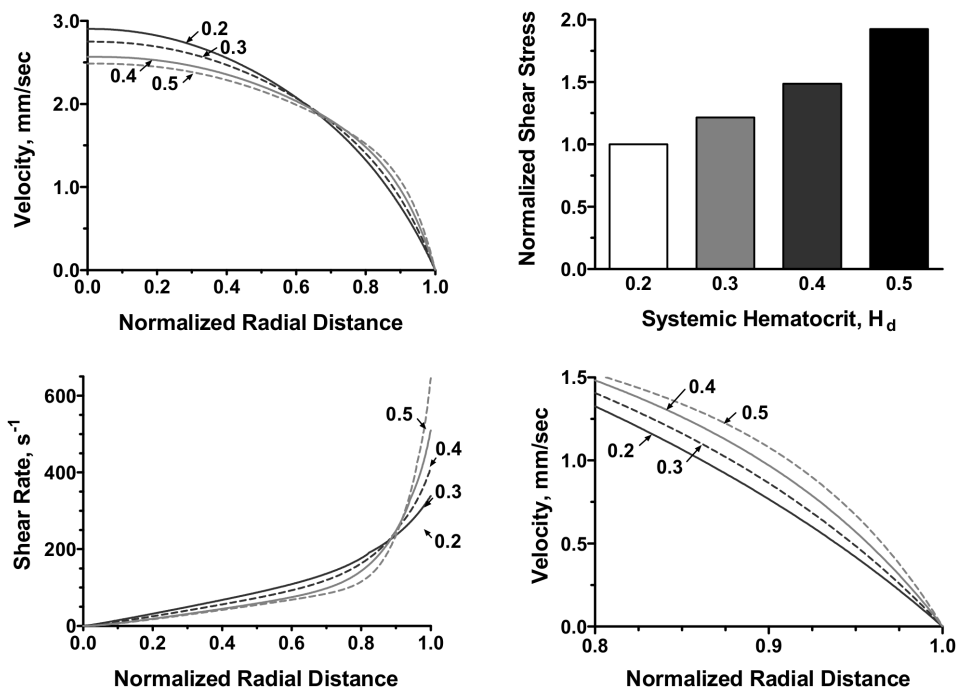 3.0
2.0
1.0
0.0
Velocity, mm/sec
0.2
0.3
0.4
0.5
0.0 0.2 0.4 0.6 0.8 1.0
Normalized Radial Distance
2.0
1.5
1.0
0.5
0.0
Normalized Shear Stress
0.2 0.3 0.4 0.5
Systemic Hematocrit, Hd
600
400
200
0
Shear Rate, s-1
0.5
0.4
0.3
0.2
0.0 0.2 0.4 0.6 0.8 1.0
Normalized Radial Distance
1.5
1.0
0.5
0.0
Velocity, mm/sec
0.4
0.5
0.2
0.3
0.8 0.9 1.0
Normalized Radial Distance